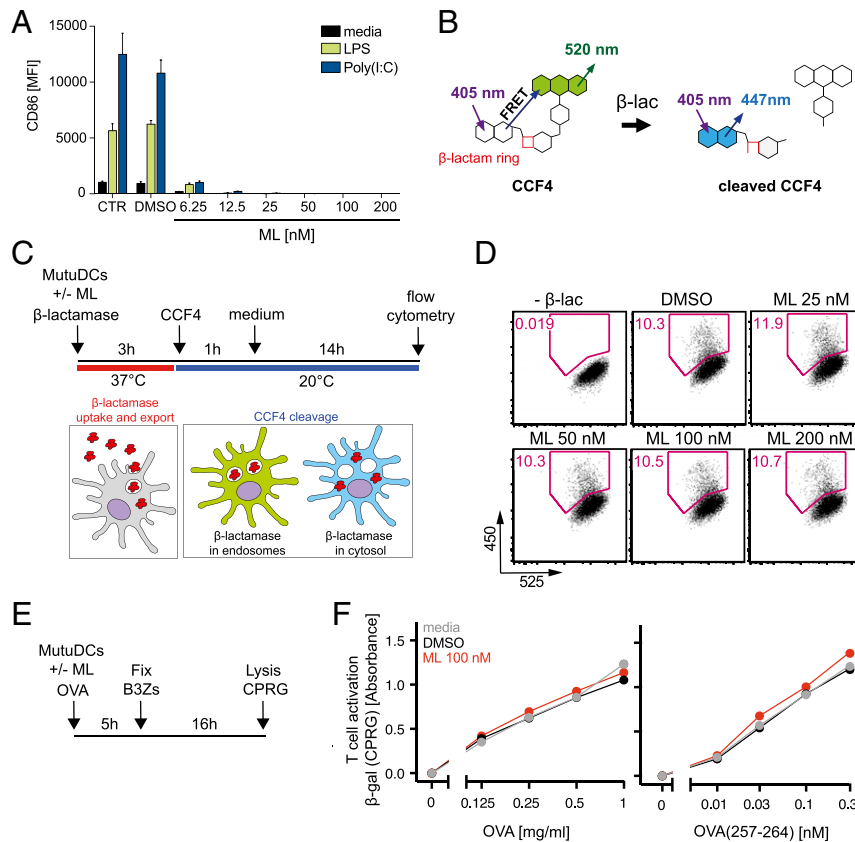 A
media
LPS
Poly(I:C)
CD86 [MFI]
15000
10000
5000
0
CTR DMSO 6.25 12.5 25 50 100 200
ML [nM]
B
520 nm
405 nm
FRET
β-lactam ring
CCF4
β-lac
405 nm
447nm
cleaved CCF4
C
MutuDCs
+/- ML
β-lactamase
CCF4
medium
flow
cytometry
3h
1h
14h
37°C
20°C
β-lactamase
uptake and export
CCF4 cleavage
β-lactamase
in endosomes
β-lactamase
in cytosol
D
- β-lac
DMSO
ML 25 nM
0.019
10.3
11.9
ML 50 nM
ML 100 nM
ML 200 nM
10.3
10.5
10.7
450
525
E
MutuDCs
+/- ML
OVA
Fix
B3Zs
Lysis
CPRG
5h
16h
F
media
DMSO
ML 100 nM
T cell activation
β-gal (CPRG) [Absorbance]
1.5
1.0
0.5
0.0
0 0.125 0.25 0.5 1
OVA [mg/ml]
0 0.01 0.03 0.1 0.3
OVA(257-264) [nM]